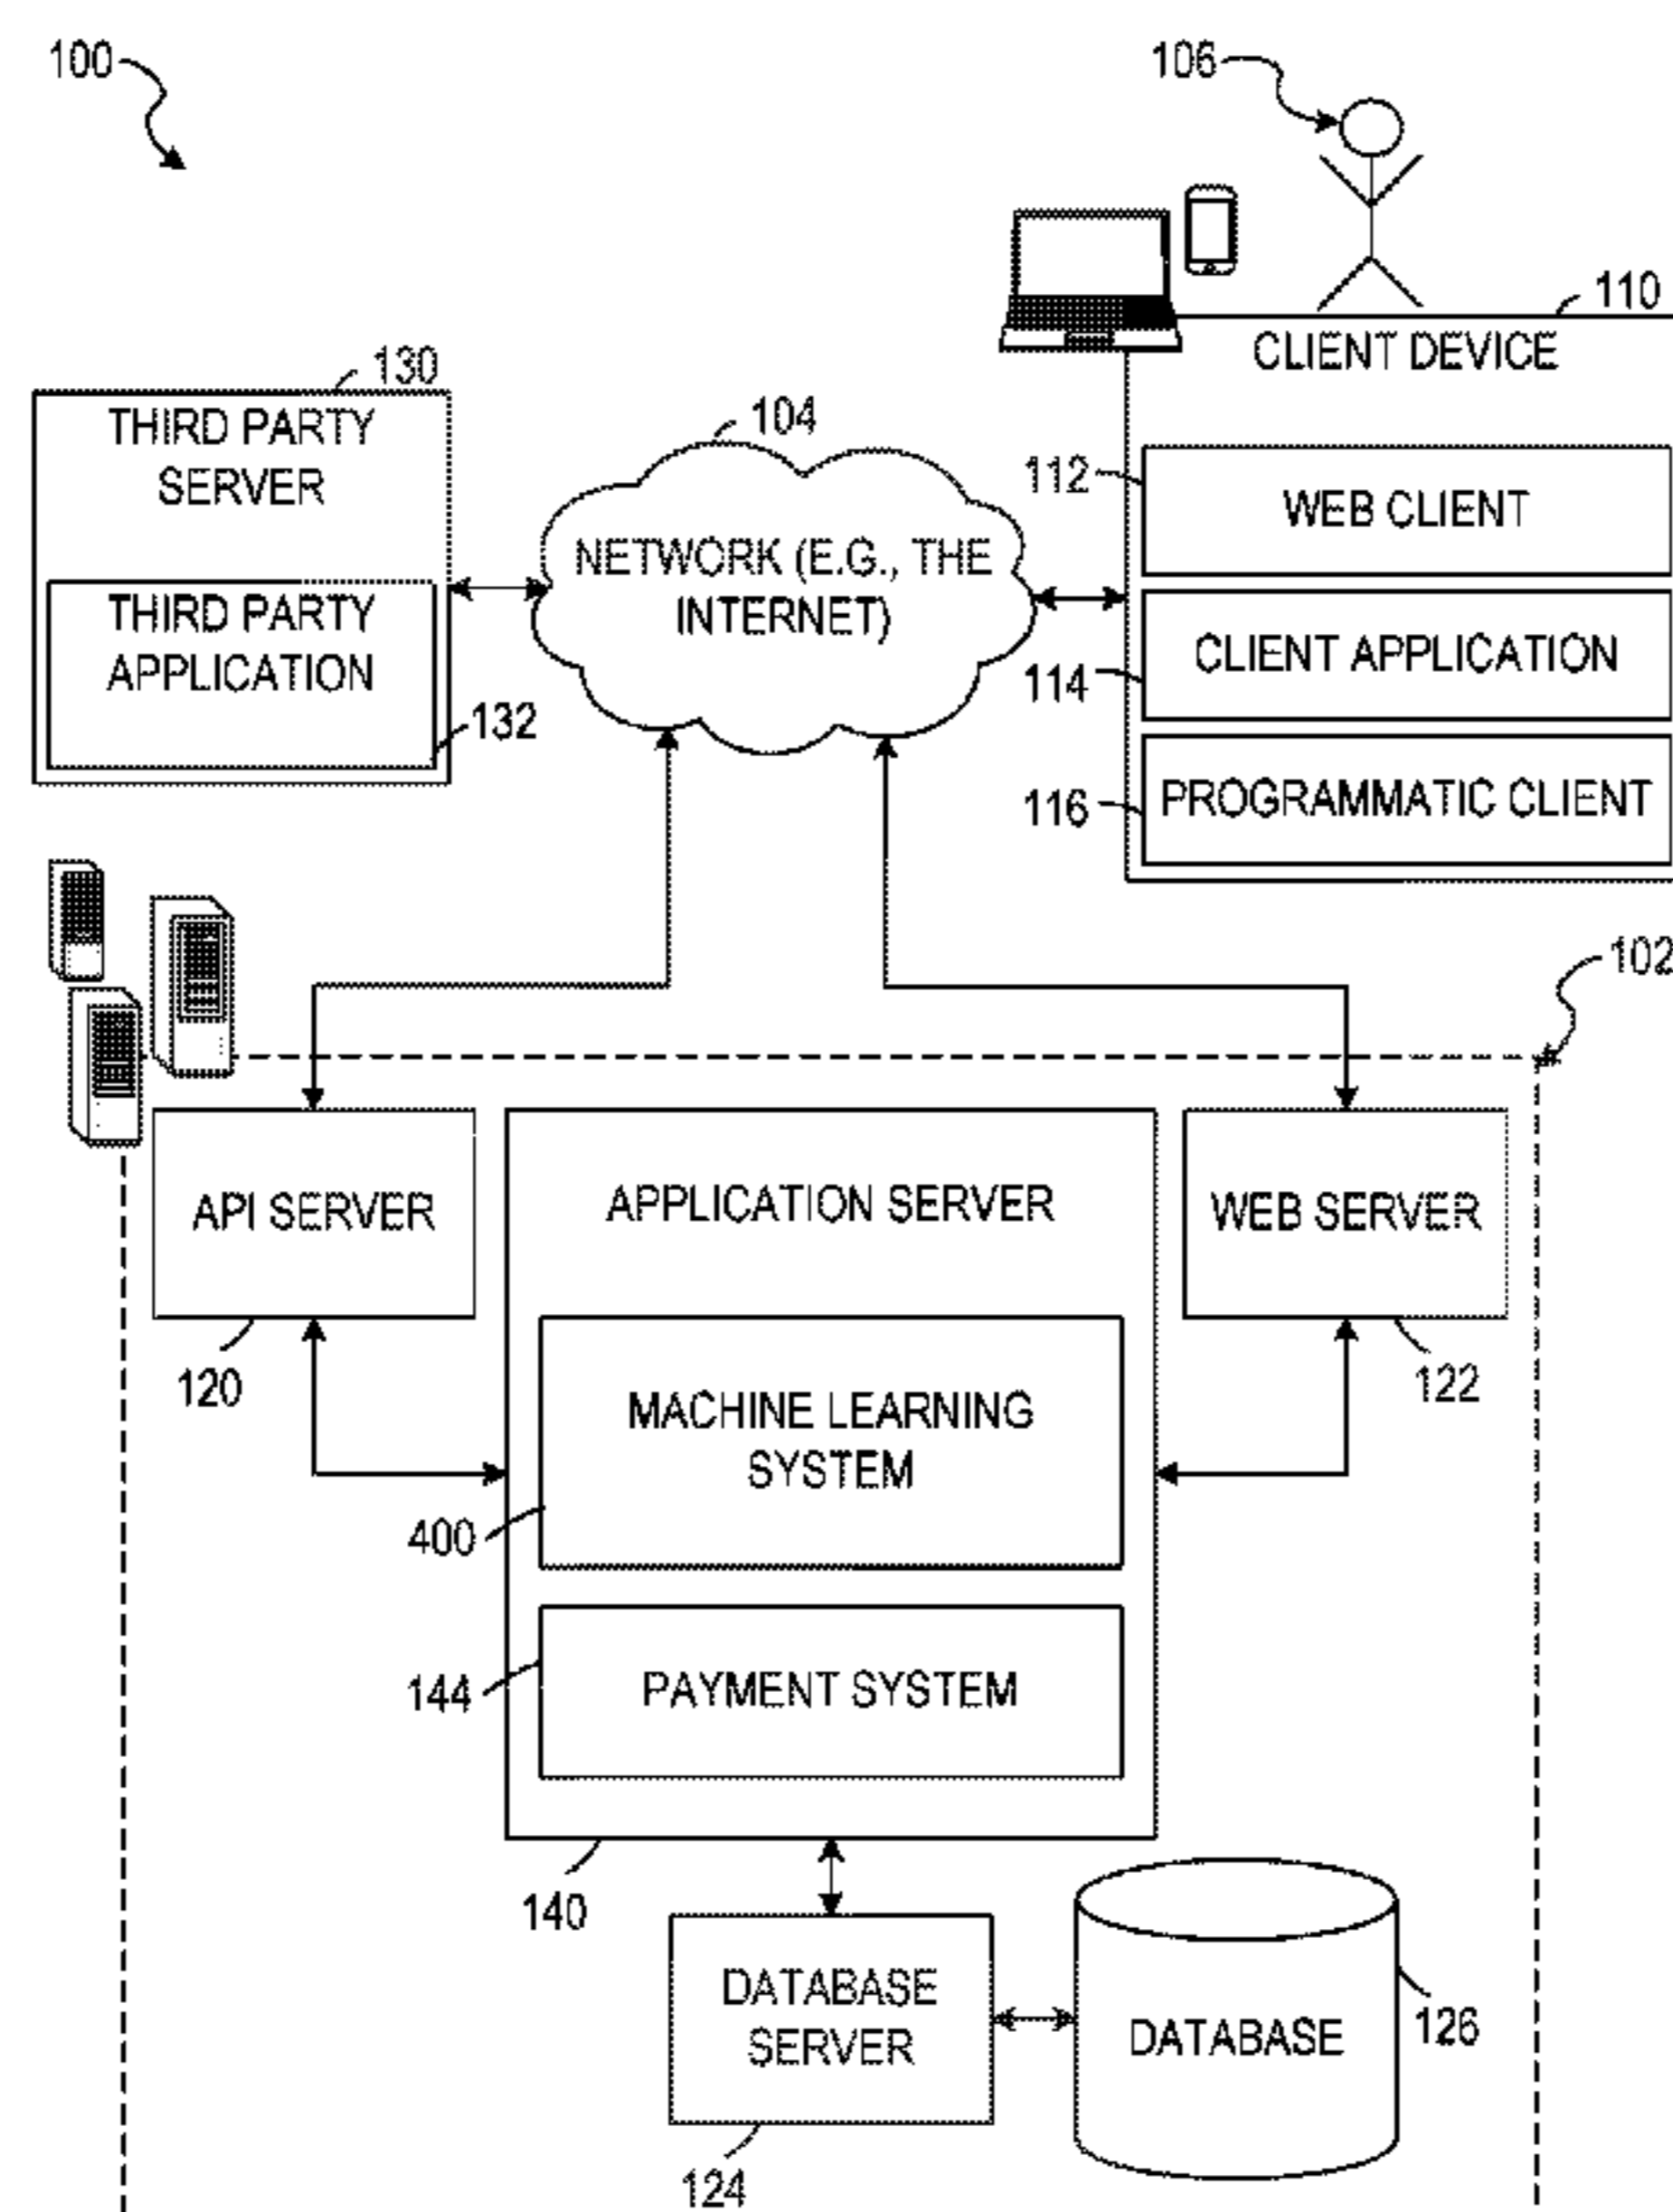 100
106
110
CLIENT DEVICE
130
THIRD PARTY
SERVER
104
112
WEB CLIENT
NETWORK (E.G., THE
INTERNET)
THIRD PARTY
APPLICATION
132
114
CLIENT APPLICATION
116
PROGRAMMATIC CLIENT
102
API SERVER
APPLICATION SERVER
WEB SERVER
120
122
MACHINE LEARNING
SYSTEM
400
144
PAYMENT SYSTEM
140
DATABASE
SERVER
126
DATABASE
124